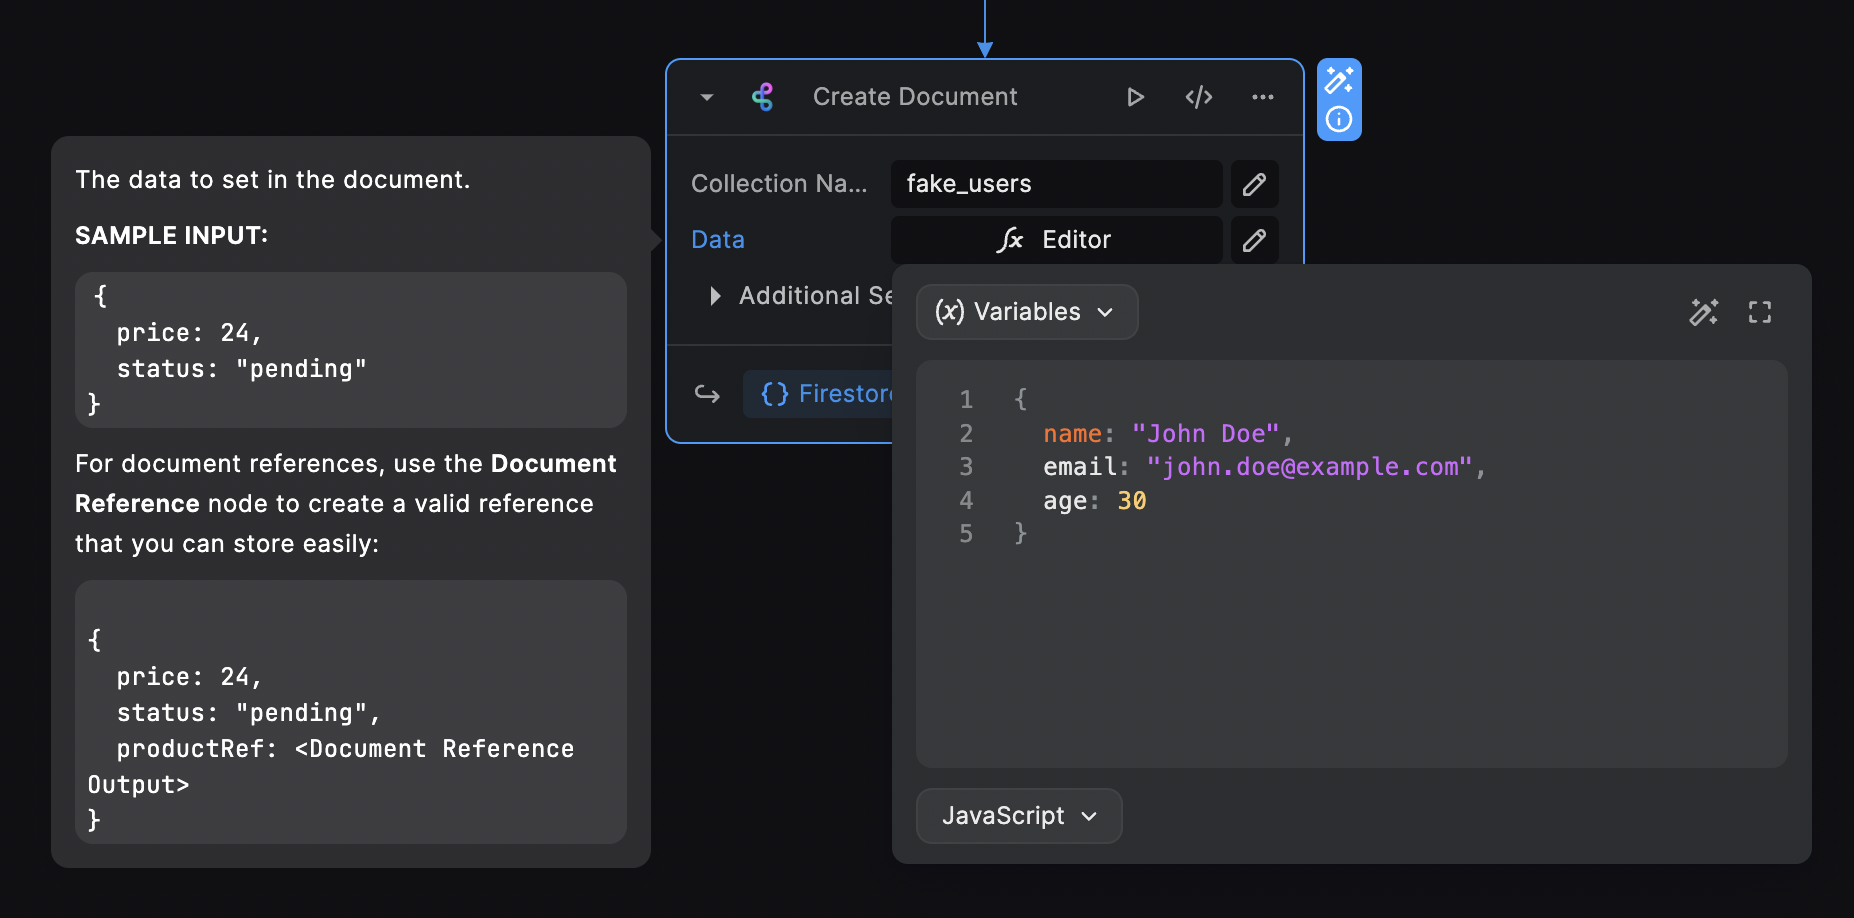 Create Document
The data to set in the document.
SAMPLE INPUT:
{
price: 24,
status: "pending"
}
For document references, use the Document
Reference node to create a valid reference
that you can store easily:
{
price: 24,
status: "pending",
productRef: <Document Reference
Output>
}
Collection Na...
fake_users
Data
Editor
Additional Se
Firestore
(x) Variables
1 {
2 name: "John Doe",
3 email: "john.doe@example.com",
4 age: 30
5 }
JavaScript